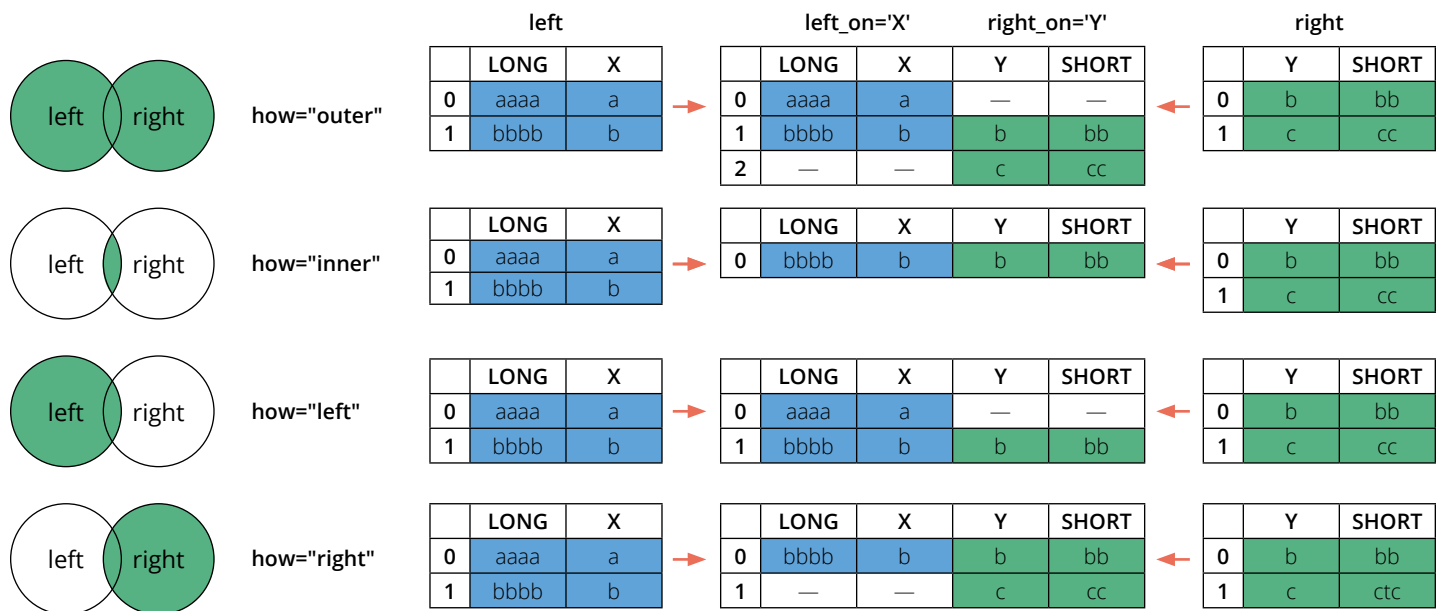 left left_on='X' right_on='Y' right
LONG X LONG X Y SHORT Y SHORT
left right how="outer" 0 aaaa a 0 aaaa a — — 0 b bb
1 bbbb b 1 bbbb b b bb 1 c cc
2 — — c cc
LONG X LONG X Y SHORT Y SHORT
left right how="inner" 0 aaaa a 0 bbbb b b bb 0 b bb
1 bbbb b 1 c cc
LONG X LONG X Y SHORT Y SHORT
left right how="left" 0 aaaa a 0 aaaa a — — 0 b bb
1 bbbb b 1 bbbb b b bb 1 c cc
LONG X LONG X Y SHORT Y SHORT
left right how="right" 0 aaaa a 0 bbbb b b bb 0 b bb
1 bbbb b 1 — — c cc 1 c ctc